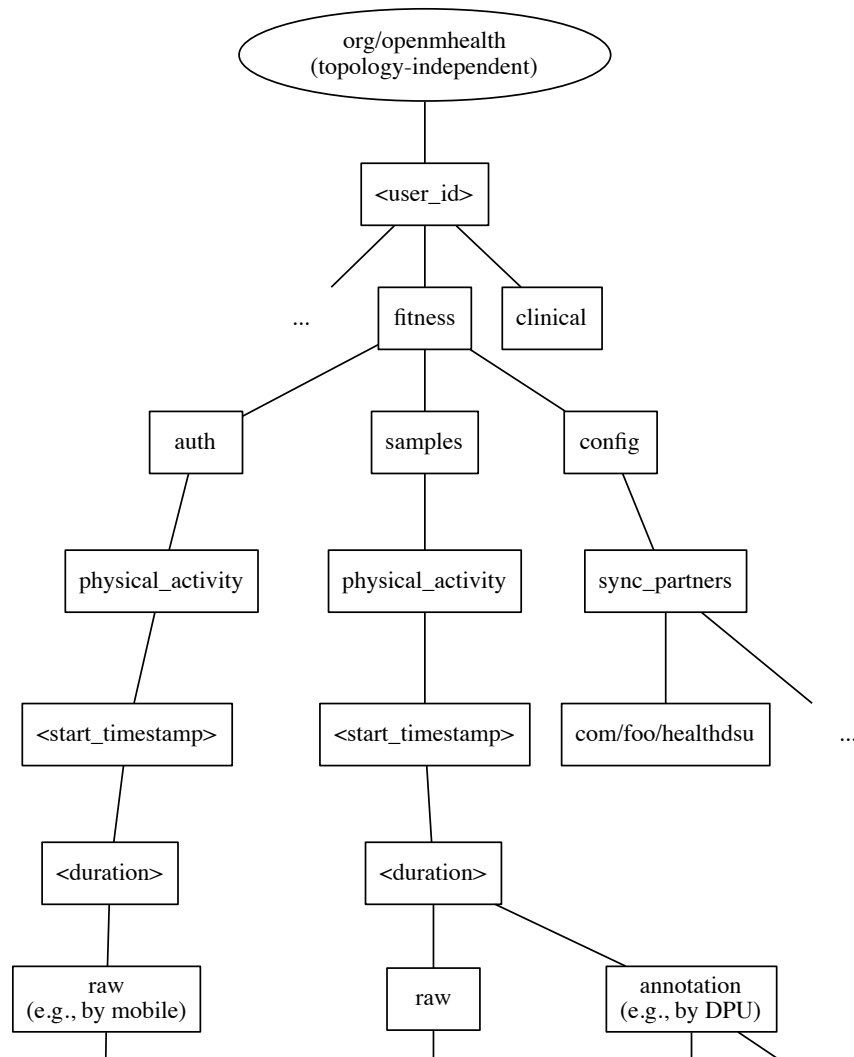 org/openmhealth
(topology-independent)
<user_id>
...
fitness
clinical
auth
samples
config
physical_activity
physical_activity
sync_partners
<start_timestamp>
<start_timestamp>
com/foo/healthdsu
...
<duration>
<duration>
raw
(e.g., by mobile)
raw
annotation
(e.g., by DPU)